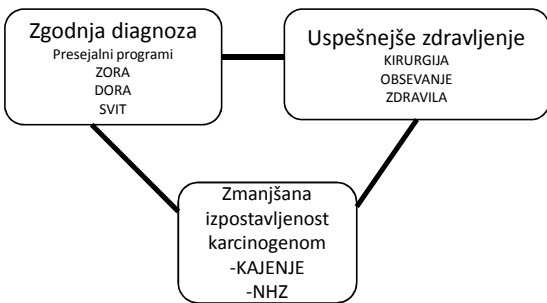 Zgodnja diagnoza
Presejalni programi
ZORA
DORA
SVIT
Uspešnejše zdravljenje
KIRURGIJA
OBSEVANJE
ZDRAVILA
Zmanjšana
izpostavljenost
karcinogenom
-KAJENJE
-NHZ